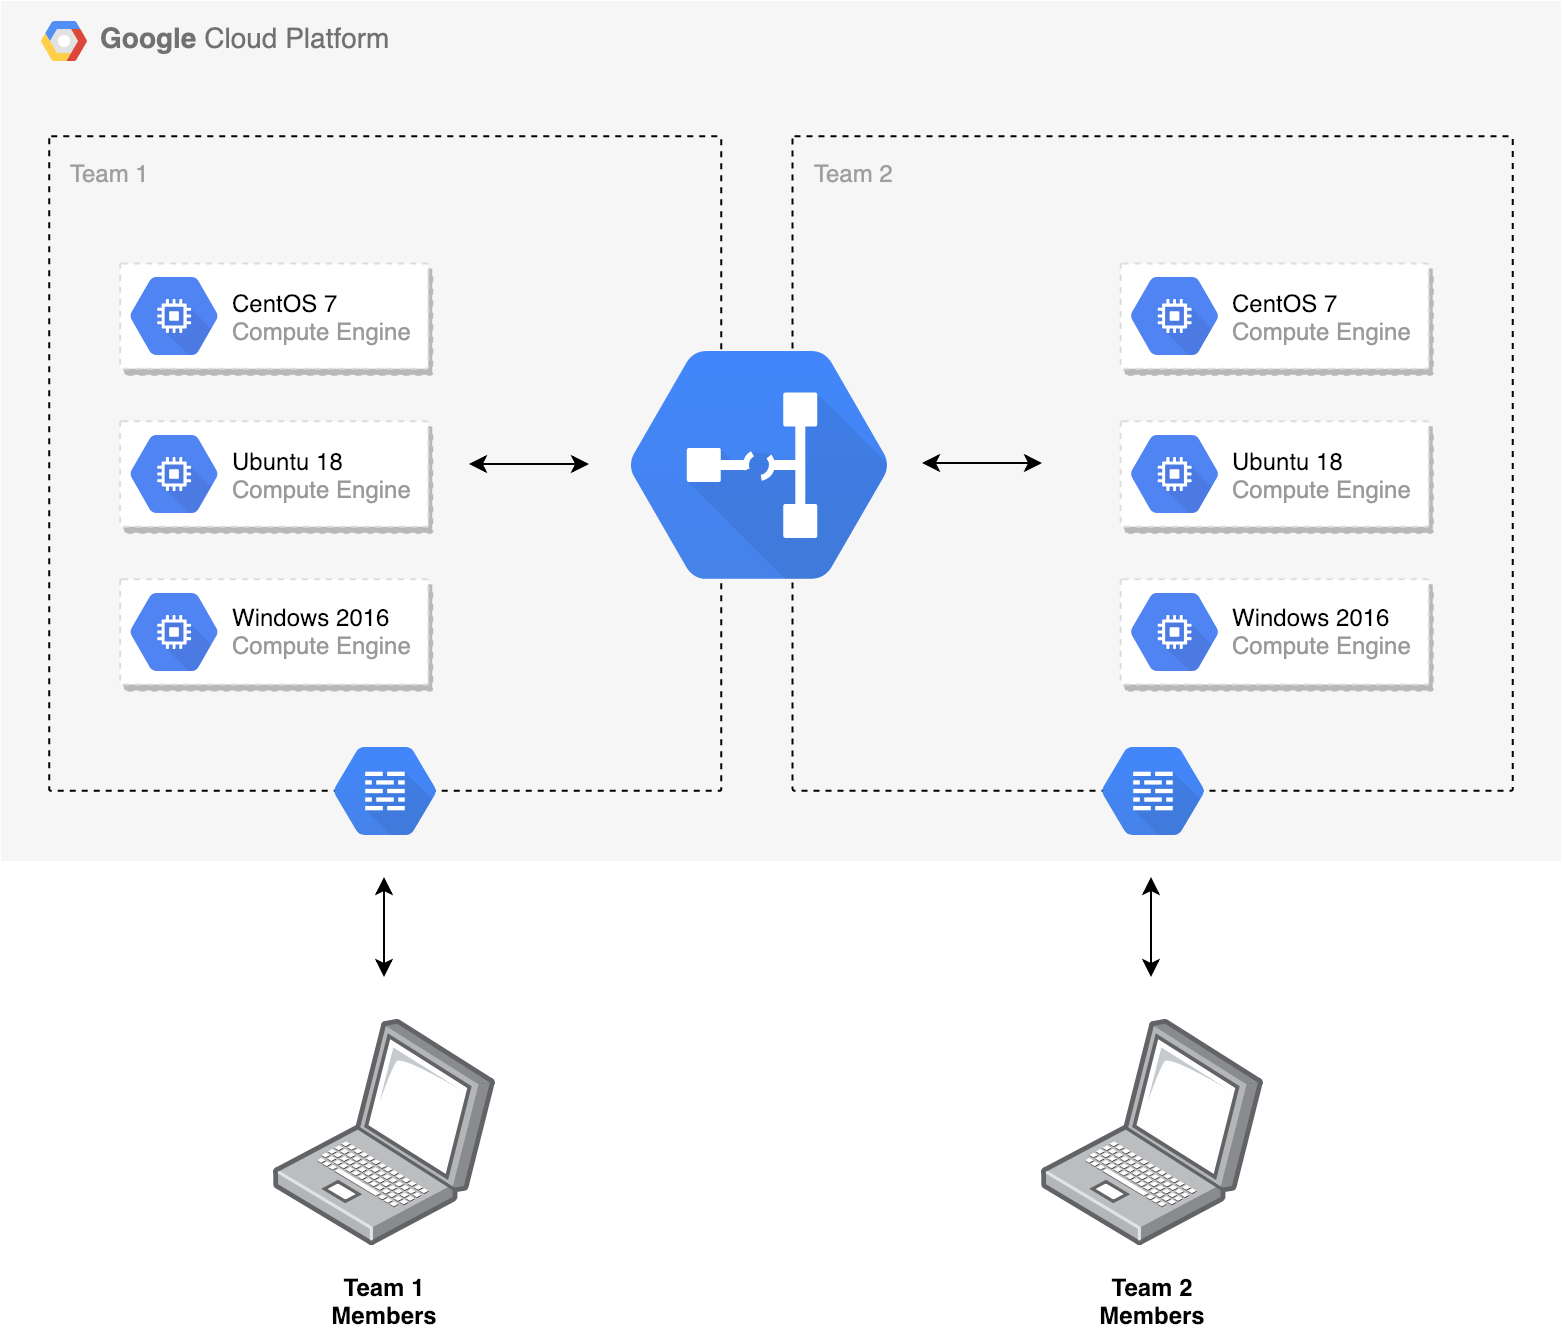 Google Cloud Platform
Team 1
CentOS 7
Compute Engine
Ubuntu 18
Compute Engine
Windows 2016
Compute Engine
Team 2
CentOS 7
Compute Engine
Ubuntu 18
Compute Engine
Windows 2016
Compute Engine
Team 1
Members
Team 2
Members